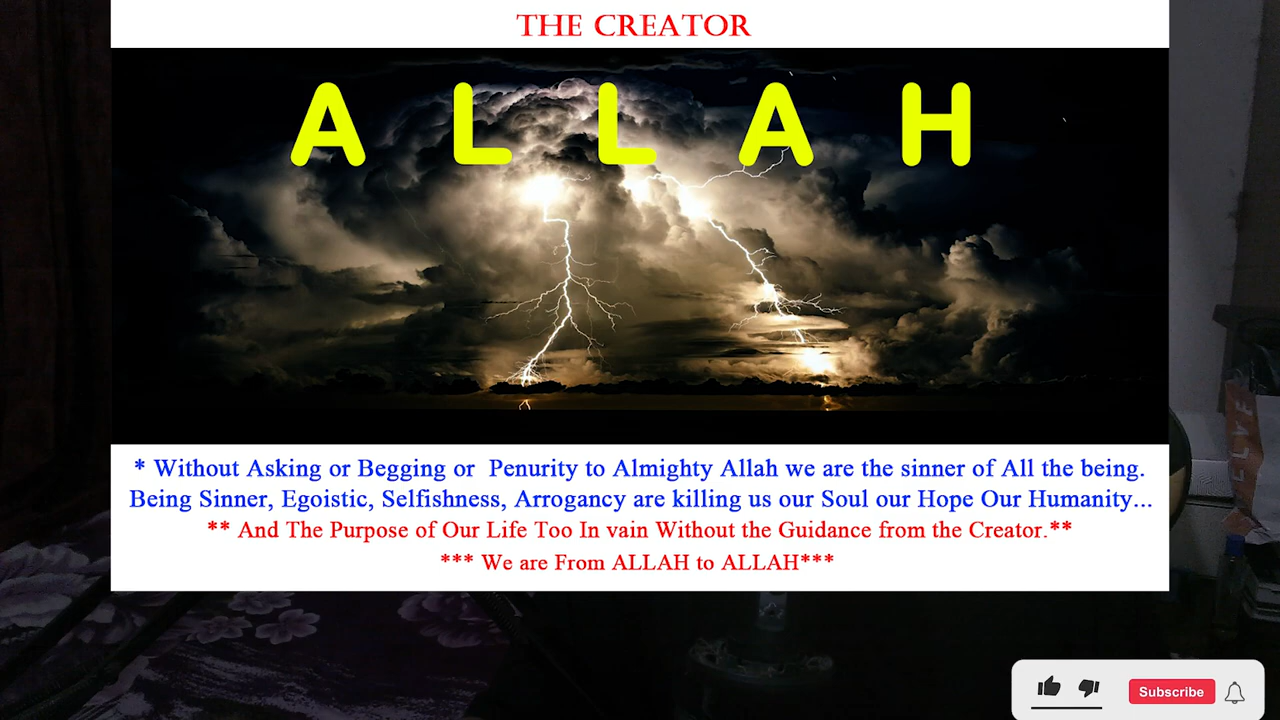 THE CREATOR
ALLAH
* Without Asking or Begging or Penurity to Almighty Allah we are the sinner of All the being.
Being Sinner, Egoistic, Selfishness, Arrogancy are killing us our Soul our Hope Our Humanity...
** And The Purpose of Our Life Too In vain Without the Guidance from the Creator.**
*** We are From ALLAH to ALLAH***
Subscribe